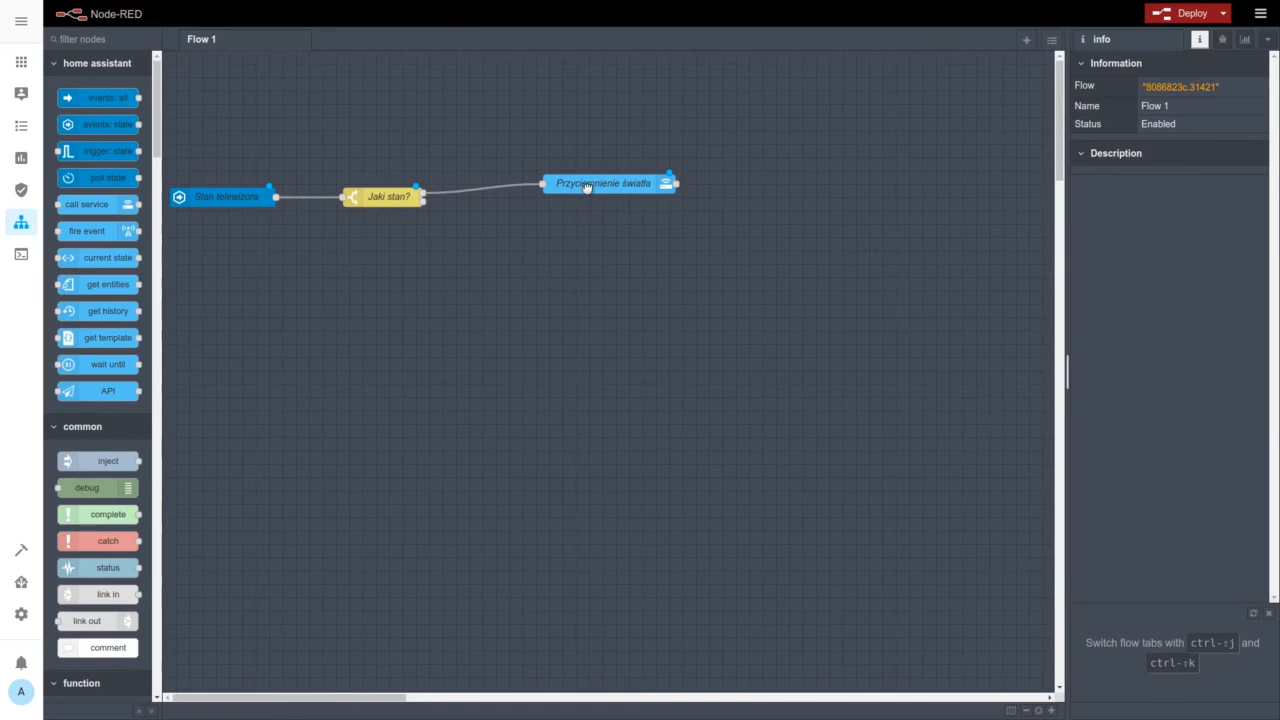 Node-RED
Deploy
filter nodes
Flow 1
info
home assistant
events: all
events: state
trigger: state
poll state
call service
fire event
current state
get entities
get history
get template
wait until
API
common
inject
debug
complete
catch
status
link in
link out
comment
function
Stan telewizora
Jaki stan?
Przyciemnienie światła
Information
Flow "8086823c.31421"
Name Flow 1
Status Enabled
Description
Switch flow tabs with ctrl-⇧j and
ctrl-⇧k
A